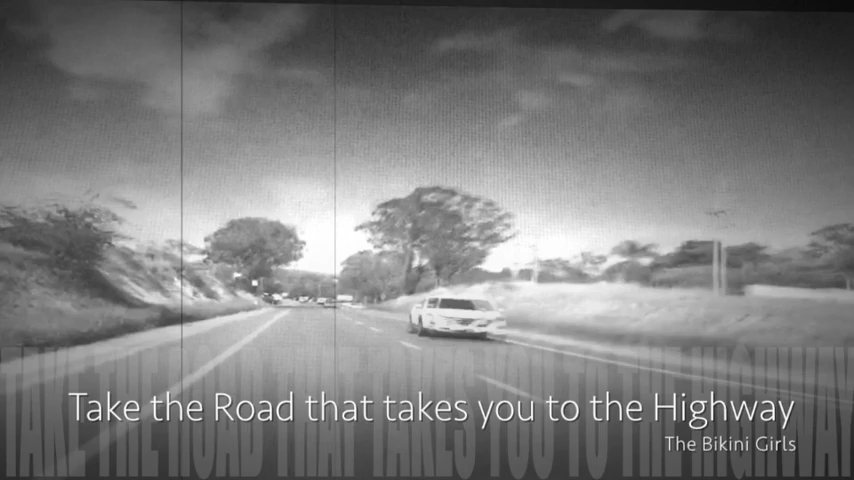 Take the Road that takes you to the Highway
The Bikini Girls
TAKE THE ROAD THAT TAKES YOU TO THE HIGHWAY